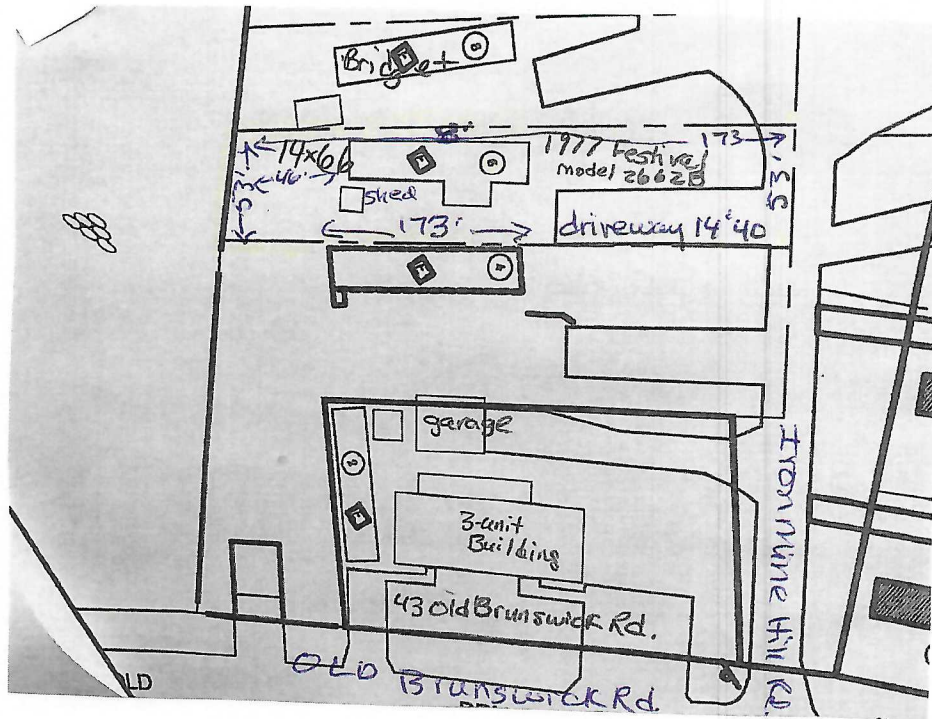 Bridget
173
14x66
1977 Festival
model 2662B
53'
46'
shed
53'
173'
driveway 14'40
garage
3-unit
Building
43 Old Brunswick Rd.
Iron Mine Hill Rd.
OLD Brunswick Rd.
LD